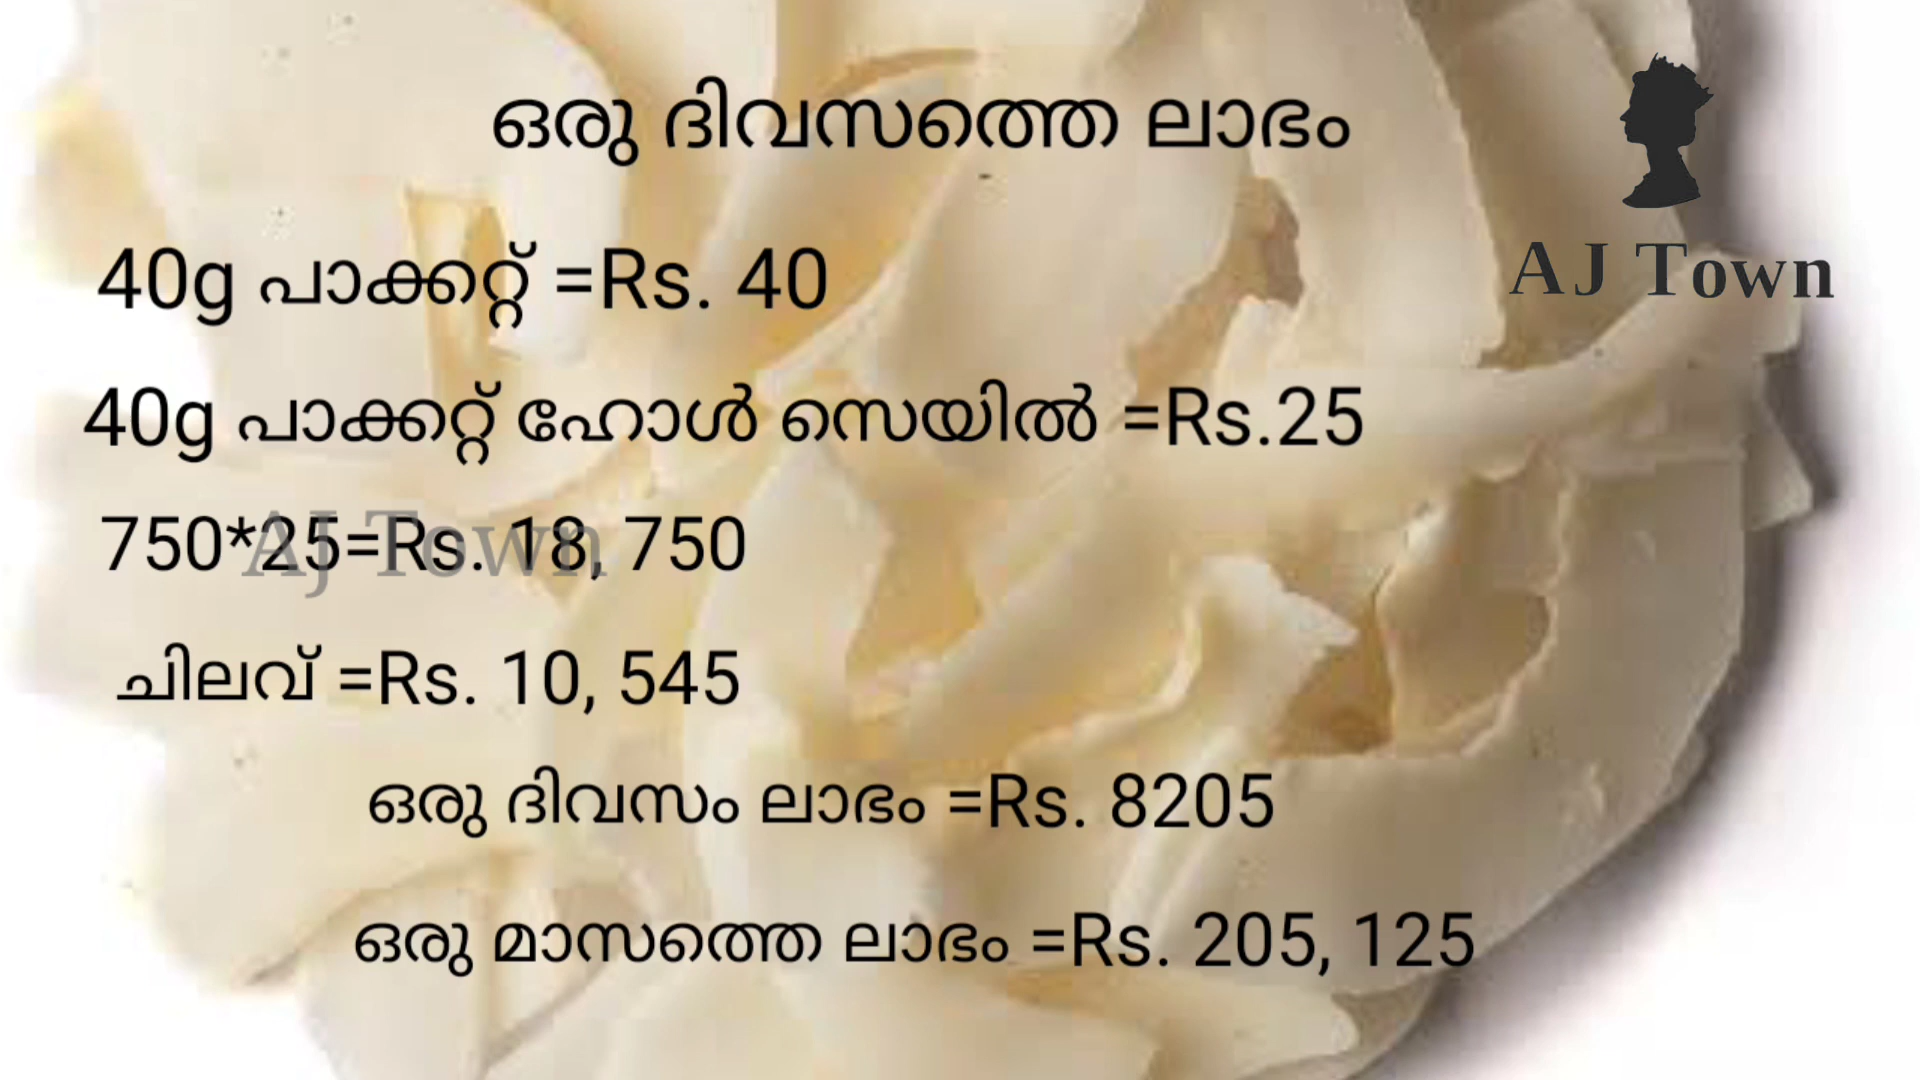 ഒരു ദിവസത്തെ ലാഭം
AJ Town
40g പാക്കറ്റ് =Rs. 40
40g പാക്കറ്റ് ഹോൾ സെയിൽ =Rs.25
750*25=Rs. 18, 750
AJ Town
ചിലവ് =Rs. 10, 545
ഒരു ദിവസം ലാഭം =Rs. 8205
ഒരു മാസത്തെ ലാഭം =Rs. 205, 125